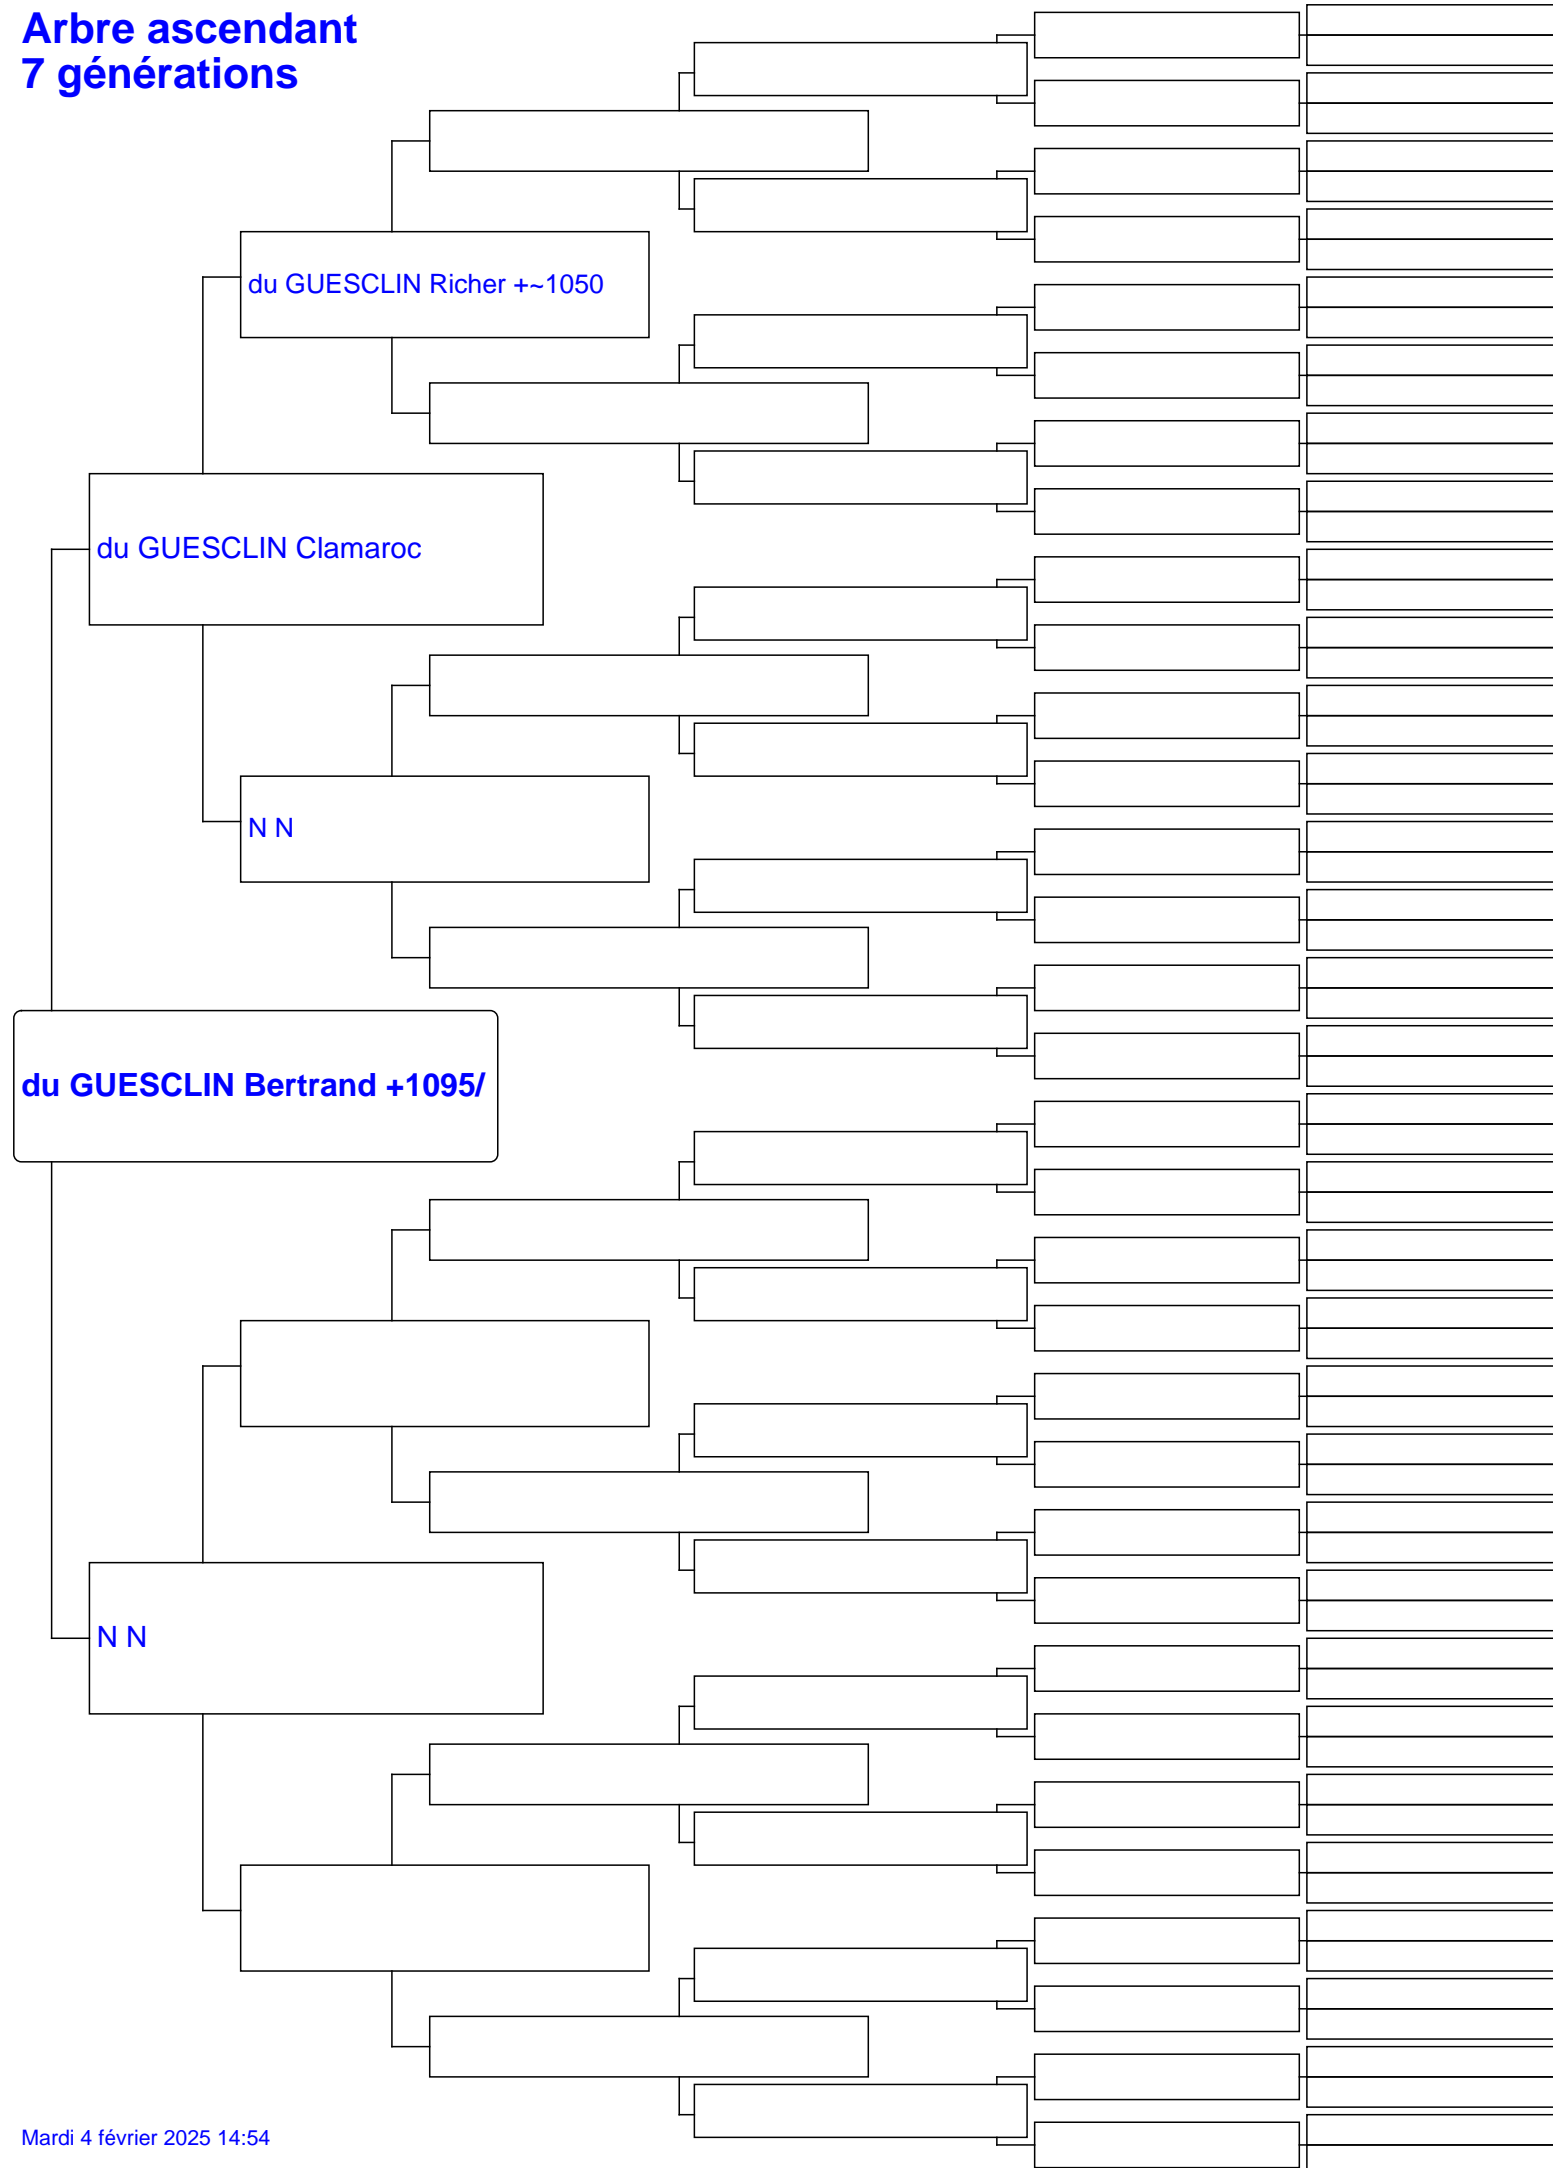 Arbre ascendant
7 générations
du GUESCLIN Richer +~1050
du GUESCLIN Clamaroc
N N
du GUESCLIN Bertrand +1095/
N N
Mardi 4 février 2025 14:54